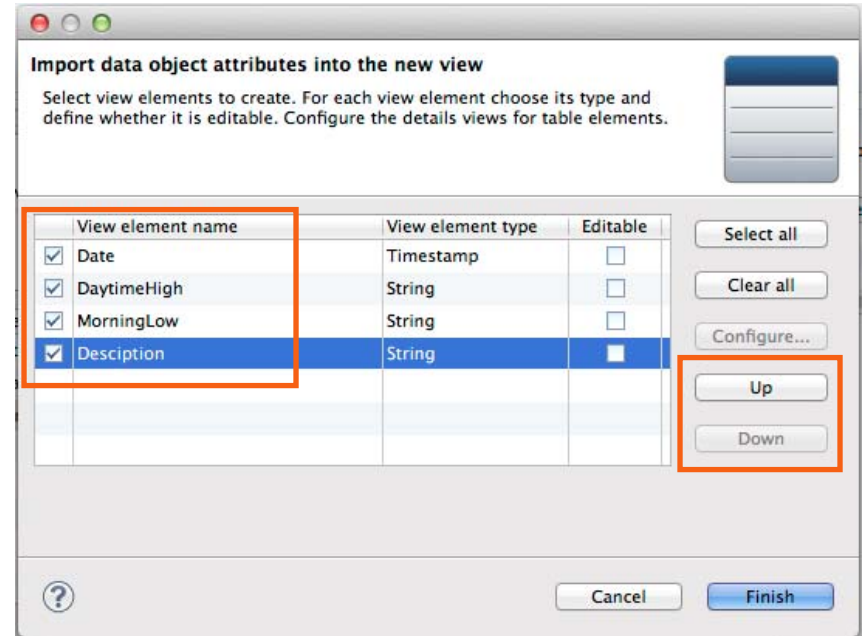 Import data object attributes into the new view
Select view elements to create. For each view element choose its type and
define whether it is editable. Configure the details views for table elements.
View element name View element type Editable
Date Timestamp
DaytimeHigh String
MorningLow String
Desciption String
Select all
Clear all
Configure...
Up
Down
?
Cancel Finish